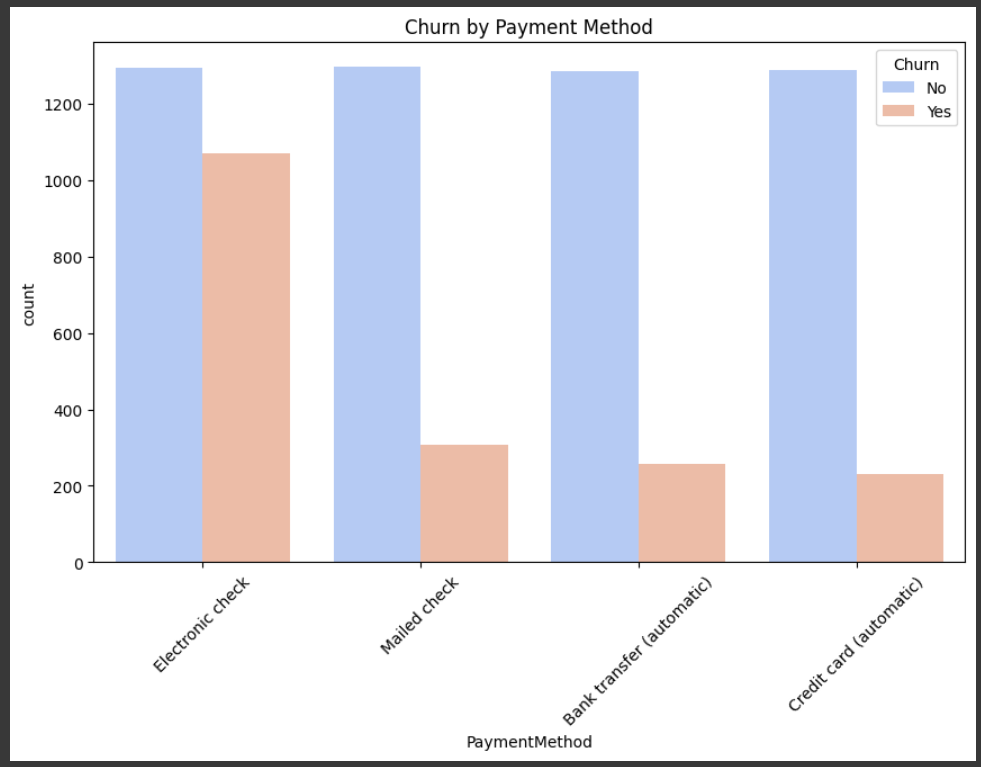 Churn by Payment Method
Churn
No
Yes
count
1200
1000
800
600
400
200
0
Electronic check
Mailed check
Bank transfer (automatic)
Credit card (automatic)
PaymentMethod